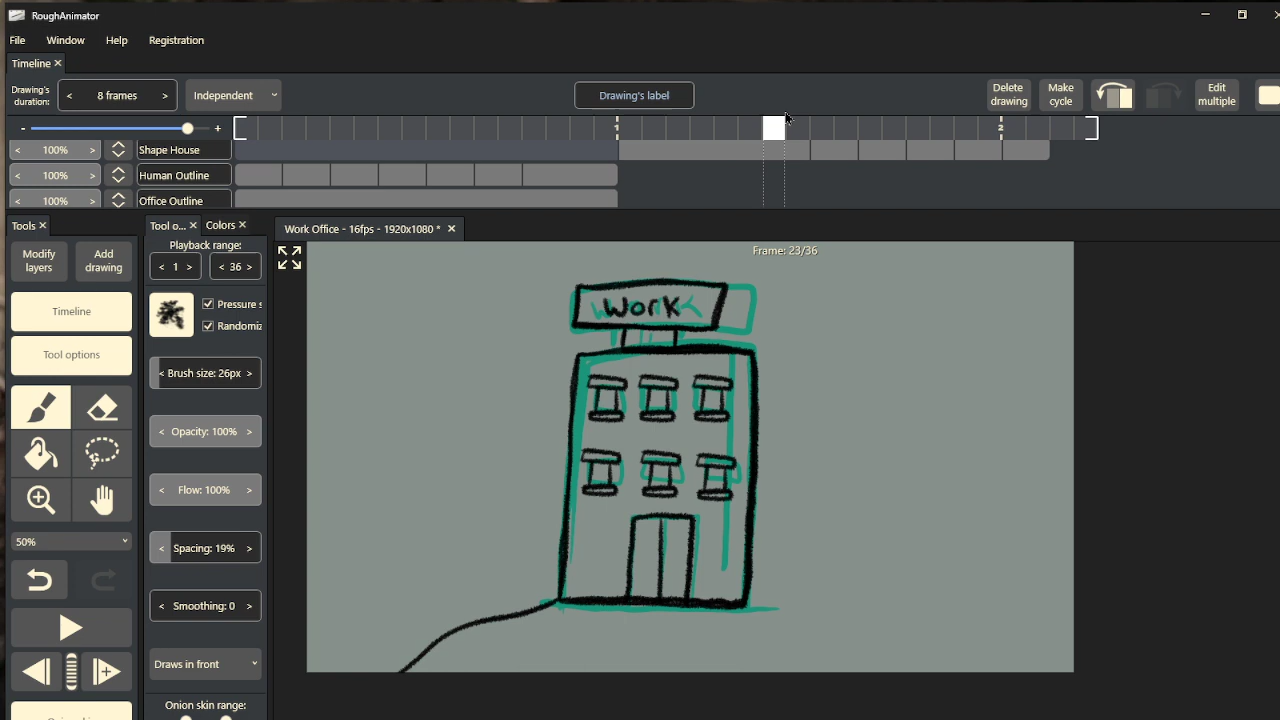 RoughAnimator
File Window Help Registration
Timeline
Drawing's duration:
< 8 frames >
Independent
Drawing's label
Delete drawing
Make cycle
Edit multiple
- +
1 2
< 100% > Shape House
< 100% > Human Outline
< 100% > Office Outline
Tools
Tool o...
Colors
Work Office - 16fps - 1920x1080 *
Modify layers
Add drawing
Playback range:
< 1 > < 36 >
Frame: 23/36
Timeline
Pressure s
Randomiz
Tool options
< Brush size: 26px >
< Opacity: 100% >
< Flow: 100% >
50%
< Spacing: 19% >
< Smoothing: 0 >
Draws in front
Onion skin range:
Work